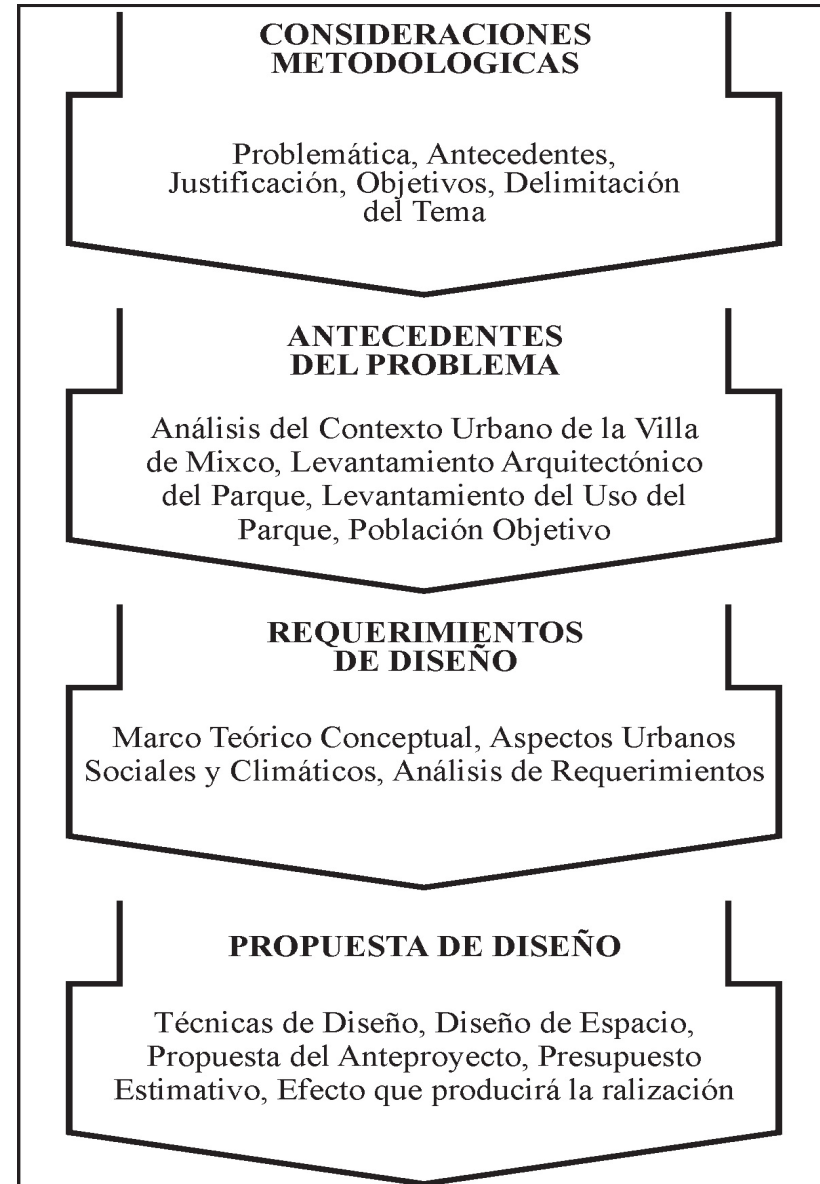 CONSIDERACIONES
METODOLOGICAS
Problemática, Antecedentes,
Justificación, Objetivos, Delimitación
del Tema
ANTECEDENTES
DEL PROBLEMA
Análisis del Contexto Urbano de la Villa
de Mixco, Levantamiento Arquitectónico
del Parque, Levantamiento del Uso del
Parque, Población Objetivo
REQUERIMIENTOS
DE DISEÑO
Marco Teórico Conceptual, Aspectos Urbanos
Sociales y Climáticos, Análisis de Requerimientos
PROPUESTA DE DISEÑO
Técnicas de Diseño, Diseño de Espacio,
Propuesta del Anteproyecto, Presupuesto
Estimativo, Efecto que producirá la ralización